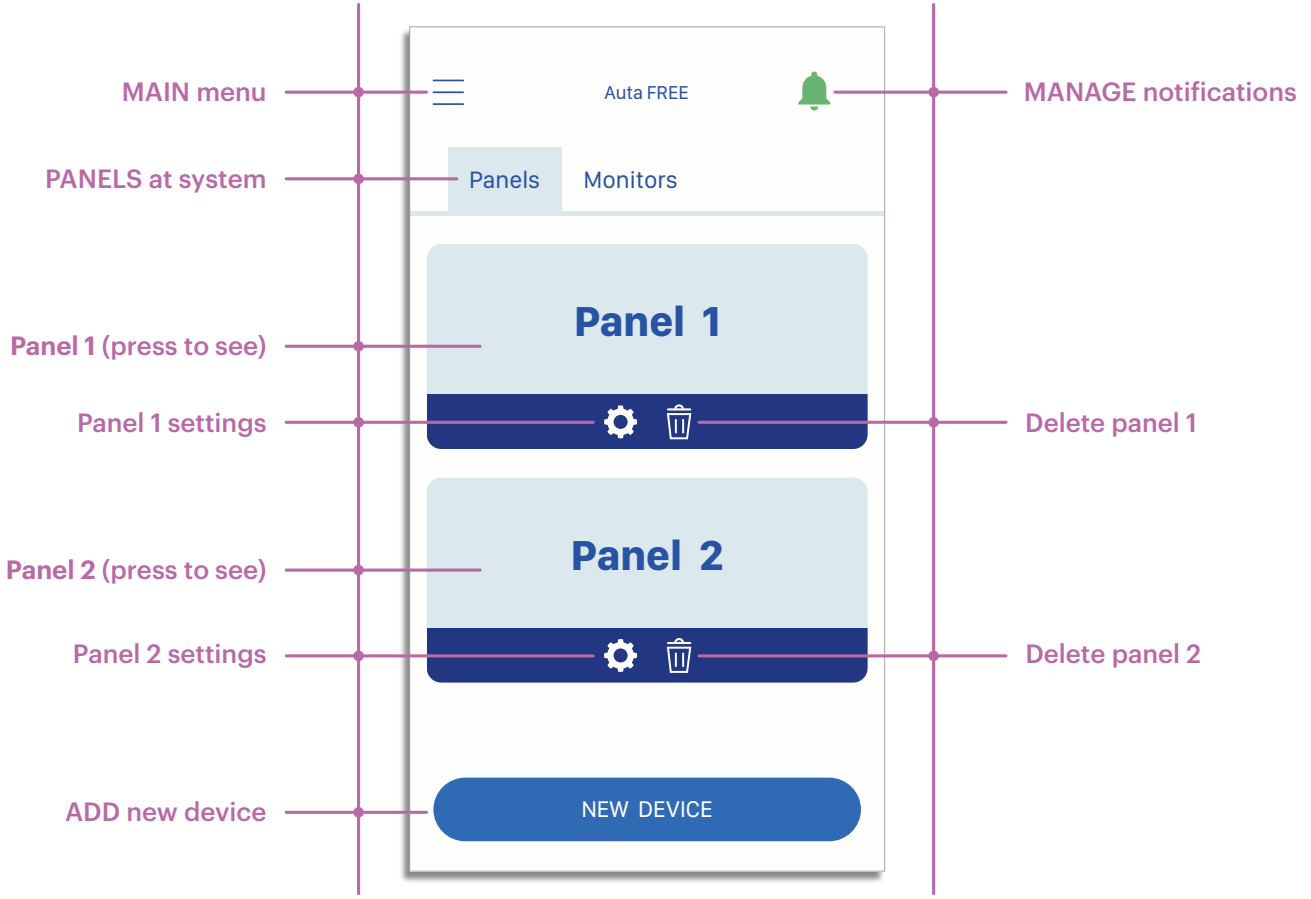 MAIN menu
Auta FREE
MANAGE notifications
PANELS at system
Panels
Monitors
Panel 1
Panel 1 (press to see)
Panel 1 settings
Delete panel 1
Panel 2
Panel 2 (press to see)
Panel 2 settings
Delete panel 2
ADD new device
NEW DEVICE